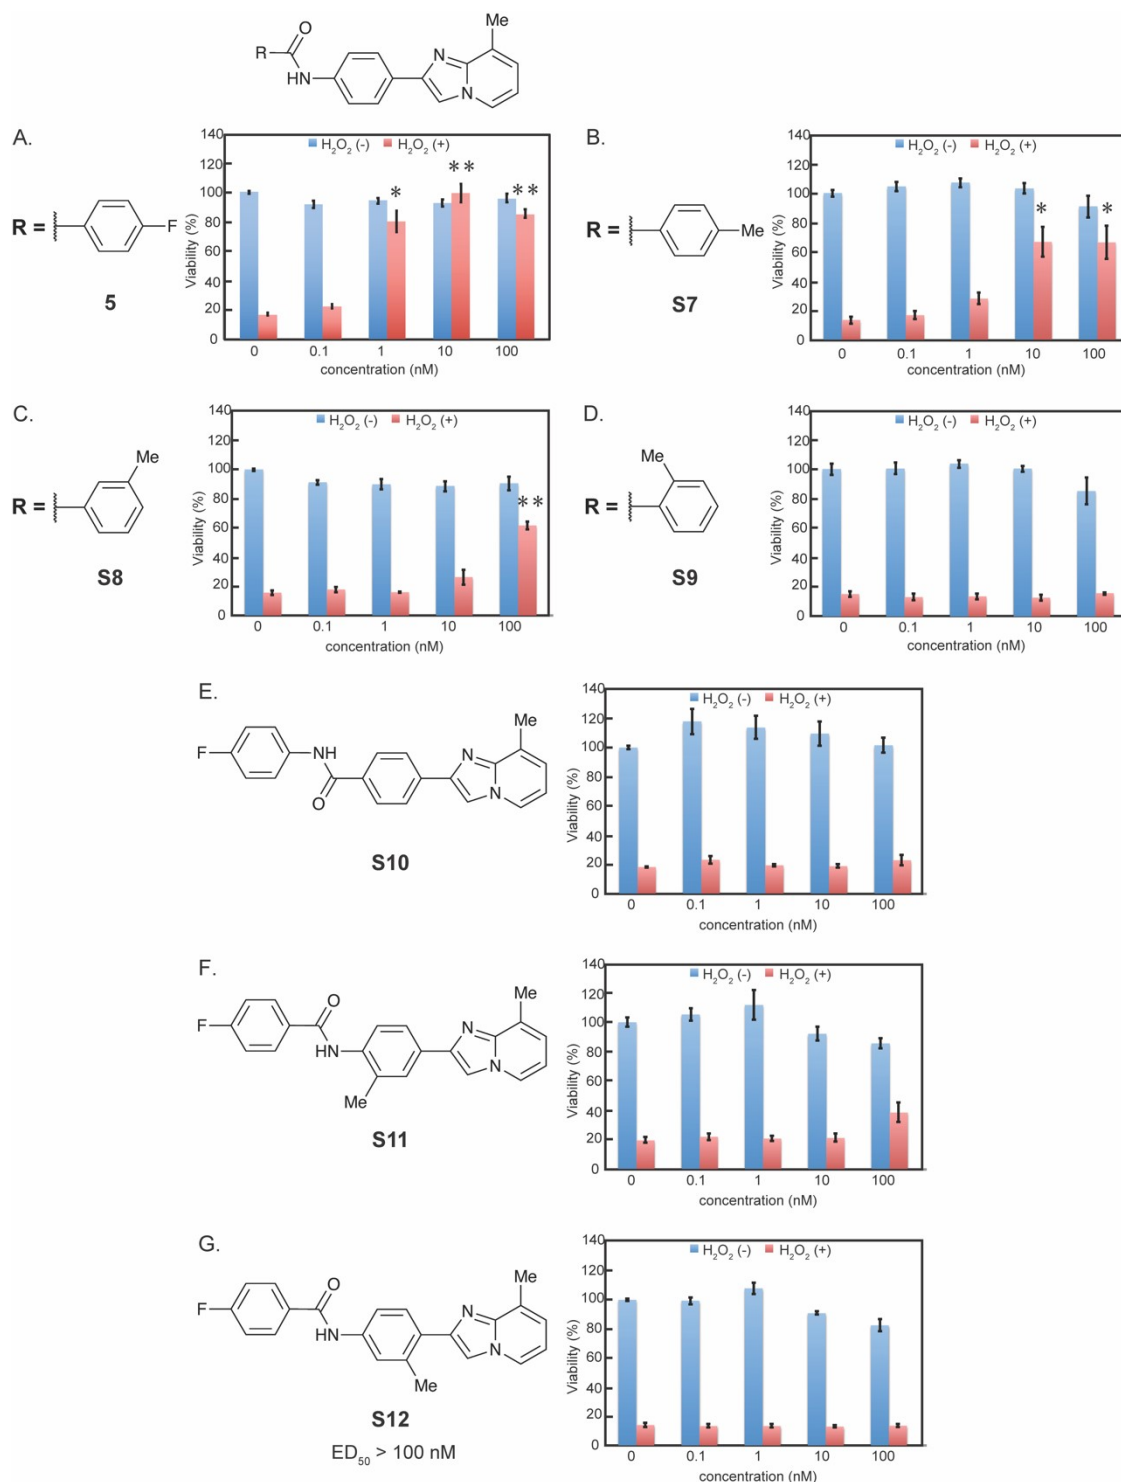 Me
O
R
HN
N
N
A.
R =
F
5
140
120
100
80
60
40
20
0
Viability (%)
H₂O₂ (-) H₂O₂ (+)
* ** **
0 0.1 1 10 100
concentration (nM)
B.
R =
Me
S7
140
120
100
80
60
40
20
0
Viability (%)
H₂O₂ (-) H₂O₂ (+)
* *
0 0.1 1 10 100
concentration (nM)
C.
Me
R =
S8
140
120
100
80
60
40
20
0
Viability (%)
H₂O₂ (-) H₂O₂ (+)
**
0 0.1 1 10 100
concentration (nM)
D.
Me
R =
S9
140
120
100
80
60
40
20
0
Viability (%)
H₂O₂ (-) H₂O₂ (+)
0 0.1 1 10 100
concentration (nM)
E.
Me
F
NH
N
N
O
S10
140
120
100
80
60
40
20
0
Viability (%)
H₂O₂ (-) H₂O₂ (+)
0 0.1 1 10 100
concentration (nM)
F.
O
Me
F
N
HN
N
Me
S11
140
120
100
80
60
40
20
0
Viability (%)
H₂O₂ (-) H₂O₂ (+)
0 0.1 1 10 100
concentration (nM)
G.
O
Me
F
N
HN
N
Me
S12
ED₅₀ > 100 nM
140
120
100
80
60
40
20
0
Viability (%)
H₂O₂ (-) H₂O₂ (+)
0 0.1 1 10 100
concentration (nM)